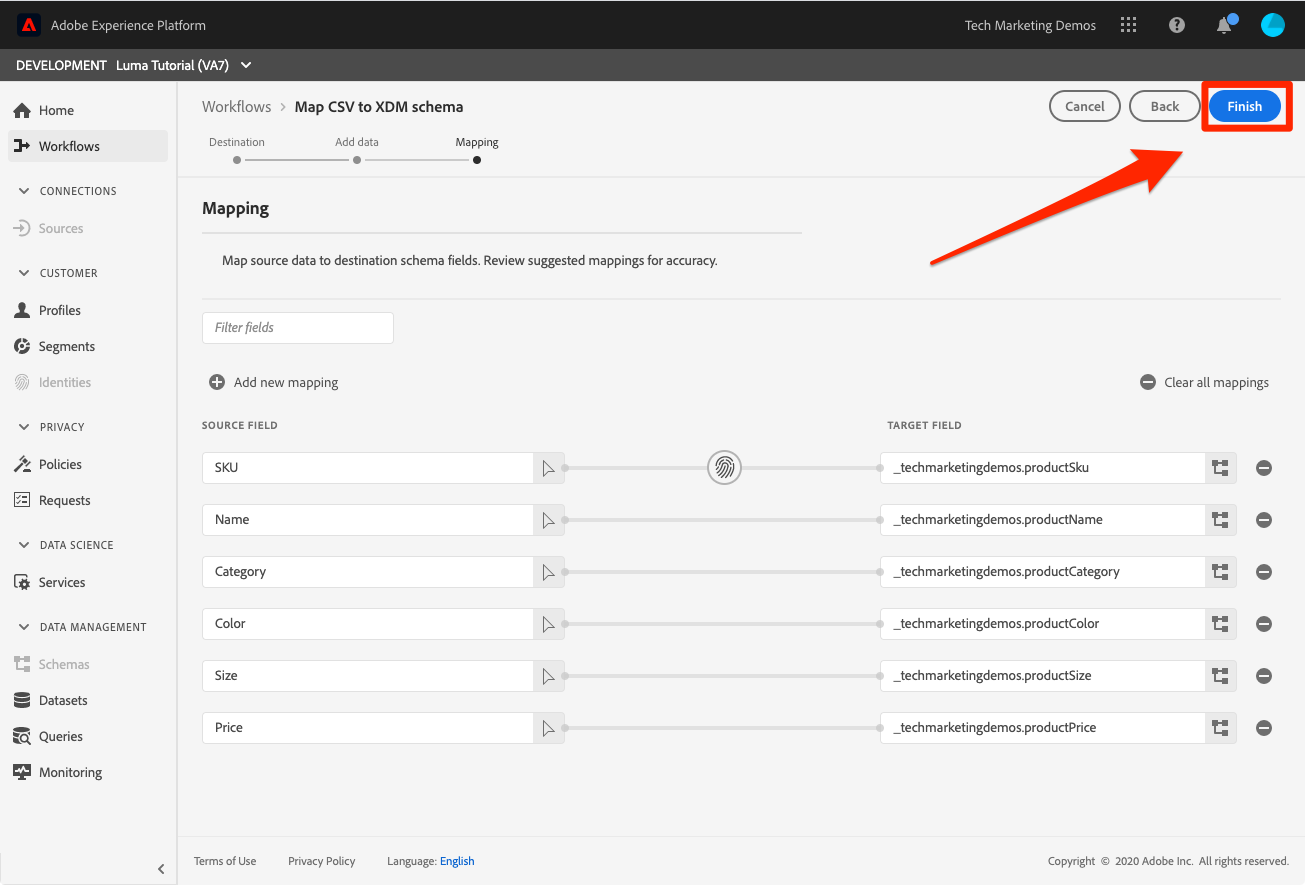 Adobe Experience Platform
Tech Marketing Demos
DEVELOPMENT Luma Tutorial (VA7)
Home
Workflows
CONNECTIONS
Sources
CUSTOMER
Profiles
Segments
Identities
PRIVACY
Policies
Requests
DATA SCIENCE
Services
DATA MANAGEMENT
Schemas
Datasets
Queries
Monitoring
Workflows > Map CSV to XDM schema
Cancel
Back
Finish
Destination
Add data
Mapping
Mapping
Map source data to destination schema fields. Review suggested mappings for accuracy.
Filter fields
Add new mapping
Clear all mappings
SOURCE FIELD
TARGET FIELD
SKU
_techmarketingdemos.productSku
Name
_techmarketingdemos.productName
Category
_techmarketingdemos.productCategory
Color
_techmarketingdemos.productColor
Size
_techmarketingdemos.productSize
Price
_techmarketingdemos.productPrice
Terms of Use
Privacy Policy
Language: English
Copyright © 2020 Adobe Inc. All rights reserved.